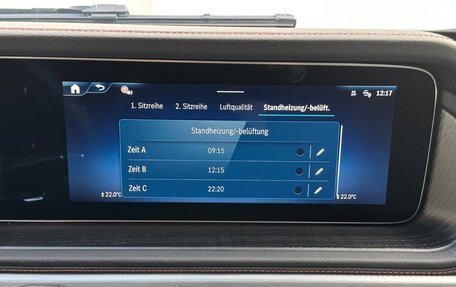 12:17
1. Sitzreihe 2. Sitzreihe Luftqualität Standheizung/-belüft.
Standheizung/-belüftung
Zeit A 09:15
Zeit B 12:15
Zeit C 22:20
22.0°C 22.0°C